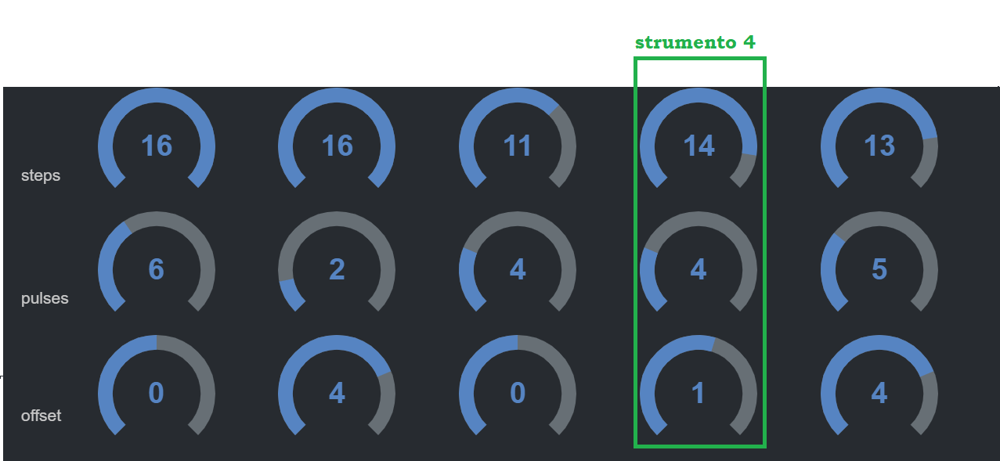 strumento 4
16 16 11 14 13
steps
6 2 4 4 5
pulses
0 4 0 1 4
offset